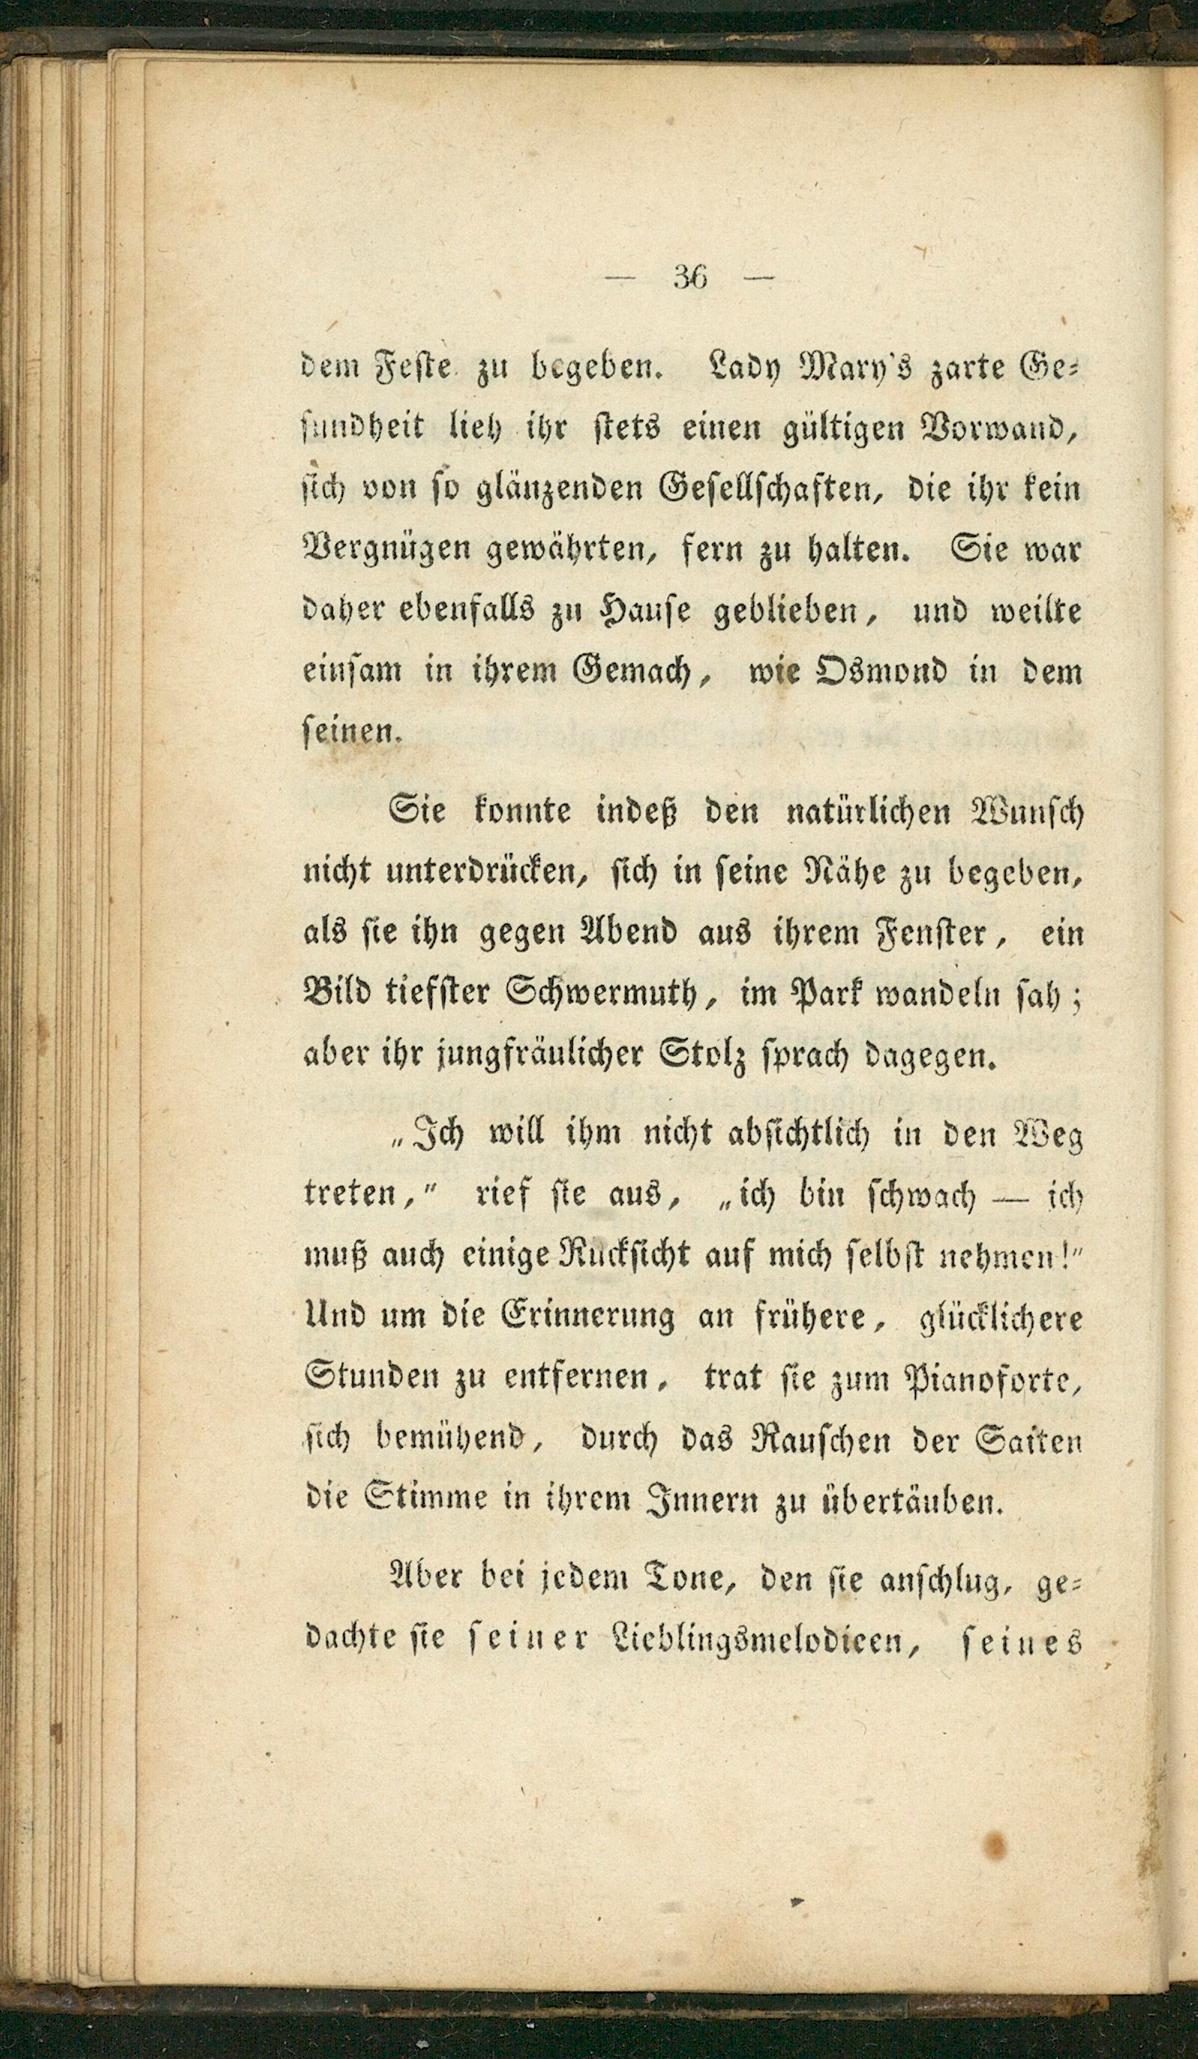 — 36 —
dem Feste zu begeben. Lady Mary's zarte Ge-
sundheit lieh ihr stets einen gültigen Vorwand,
sich von so glänzenden Gesellschaften, die ihr kein
Vergnügen gewährten, fern zu halten. Sie war
daher ebenfalls zu Hause geblieben, und weilte
einsam in ihrem Gemach, wie Osmond in dem
seinen.
Sie konnte indeß den natürlichen Wunsch
nicht unterdrücken, sich in seine Nähe zu begeben,
als sie ihn gegen Abend aus ihrem Fenster, ein
Bild tiefster Schwermuth, im Park wandeln sah;
aber ihr jungfräulicher Stolz sprach dagegen.
„Ich will ihm nicht absichtlich in den Weg
treten,“ rief sie aus, „ich bin schwach — ich
muß auch einige Rucksicht auf mich selbst nehmen!“
Und um die Erinnerung an frühere, glücklichere
Stunden zu entfernen, trat sie zum Pianoforte,
sich bemühend, durch das Rauschen der Saiten
die Stimme in ihrem Innern zu übertäuben.
Aber bei jedem Tone, den sie anschlug, ge-
dachte sie seiner Lieblingsmelodieen, seines